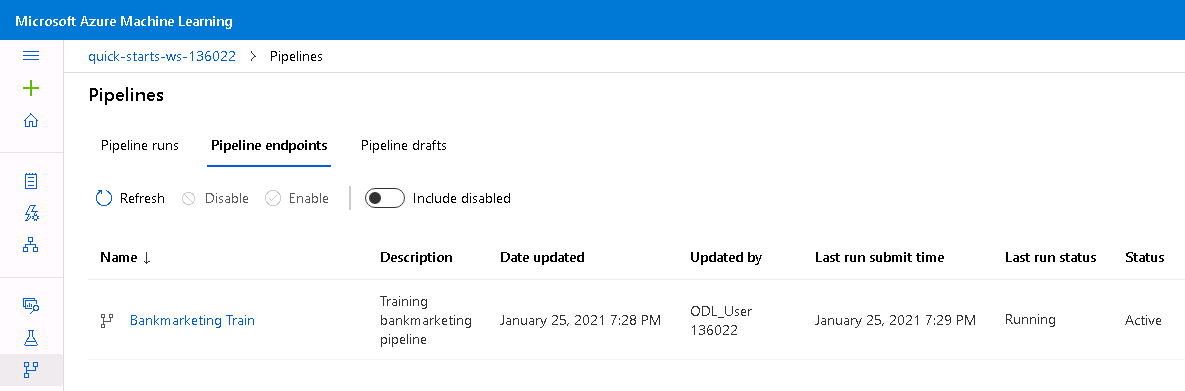 Microsoft Azure Machine Learning
quick-starts-ws-136022 > Pipelines
Pipelines
Pipeline runs Pipeline endpoints Pipeline drafts
Refresh Disable Enable Include disabled
Name ↓ Description Date updated Updated by Last run submit time Last run status Status
Bankmarketing Train Training bankmarketing pipeline January 25, 2021 7:28 PM ODL_User 136022 January 25, 2021 7:29 PM Running Active